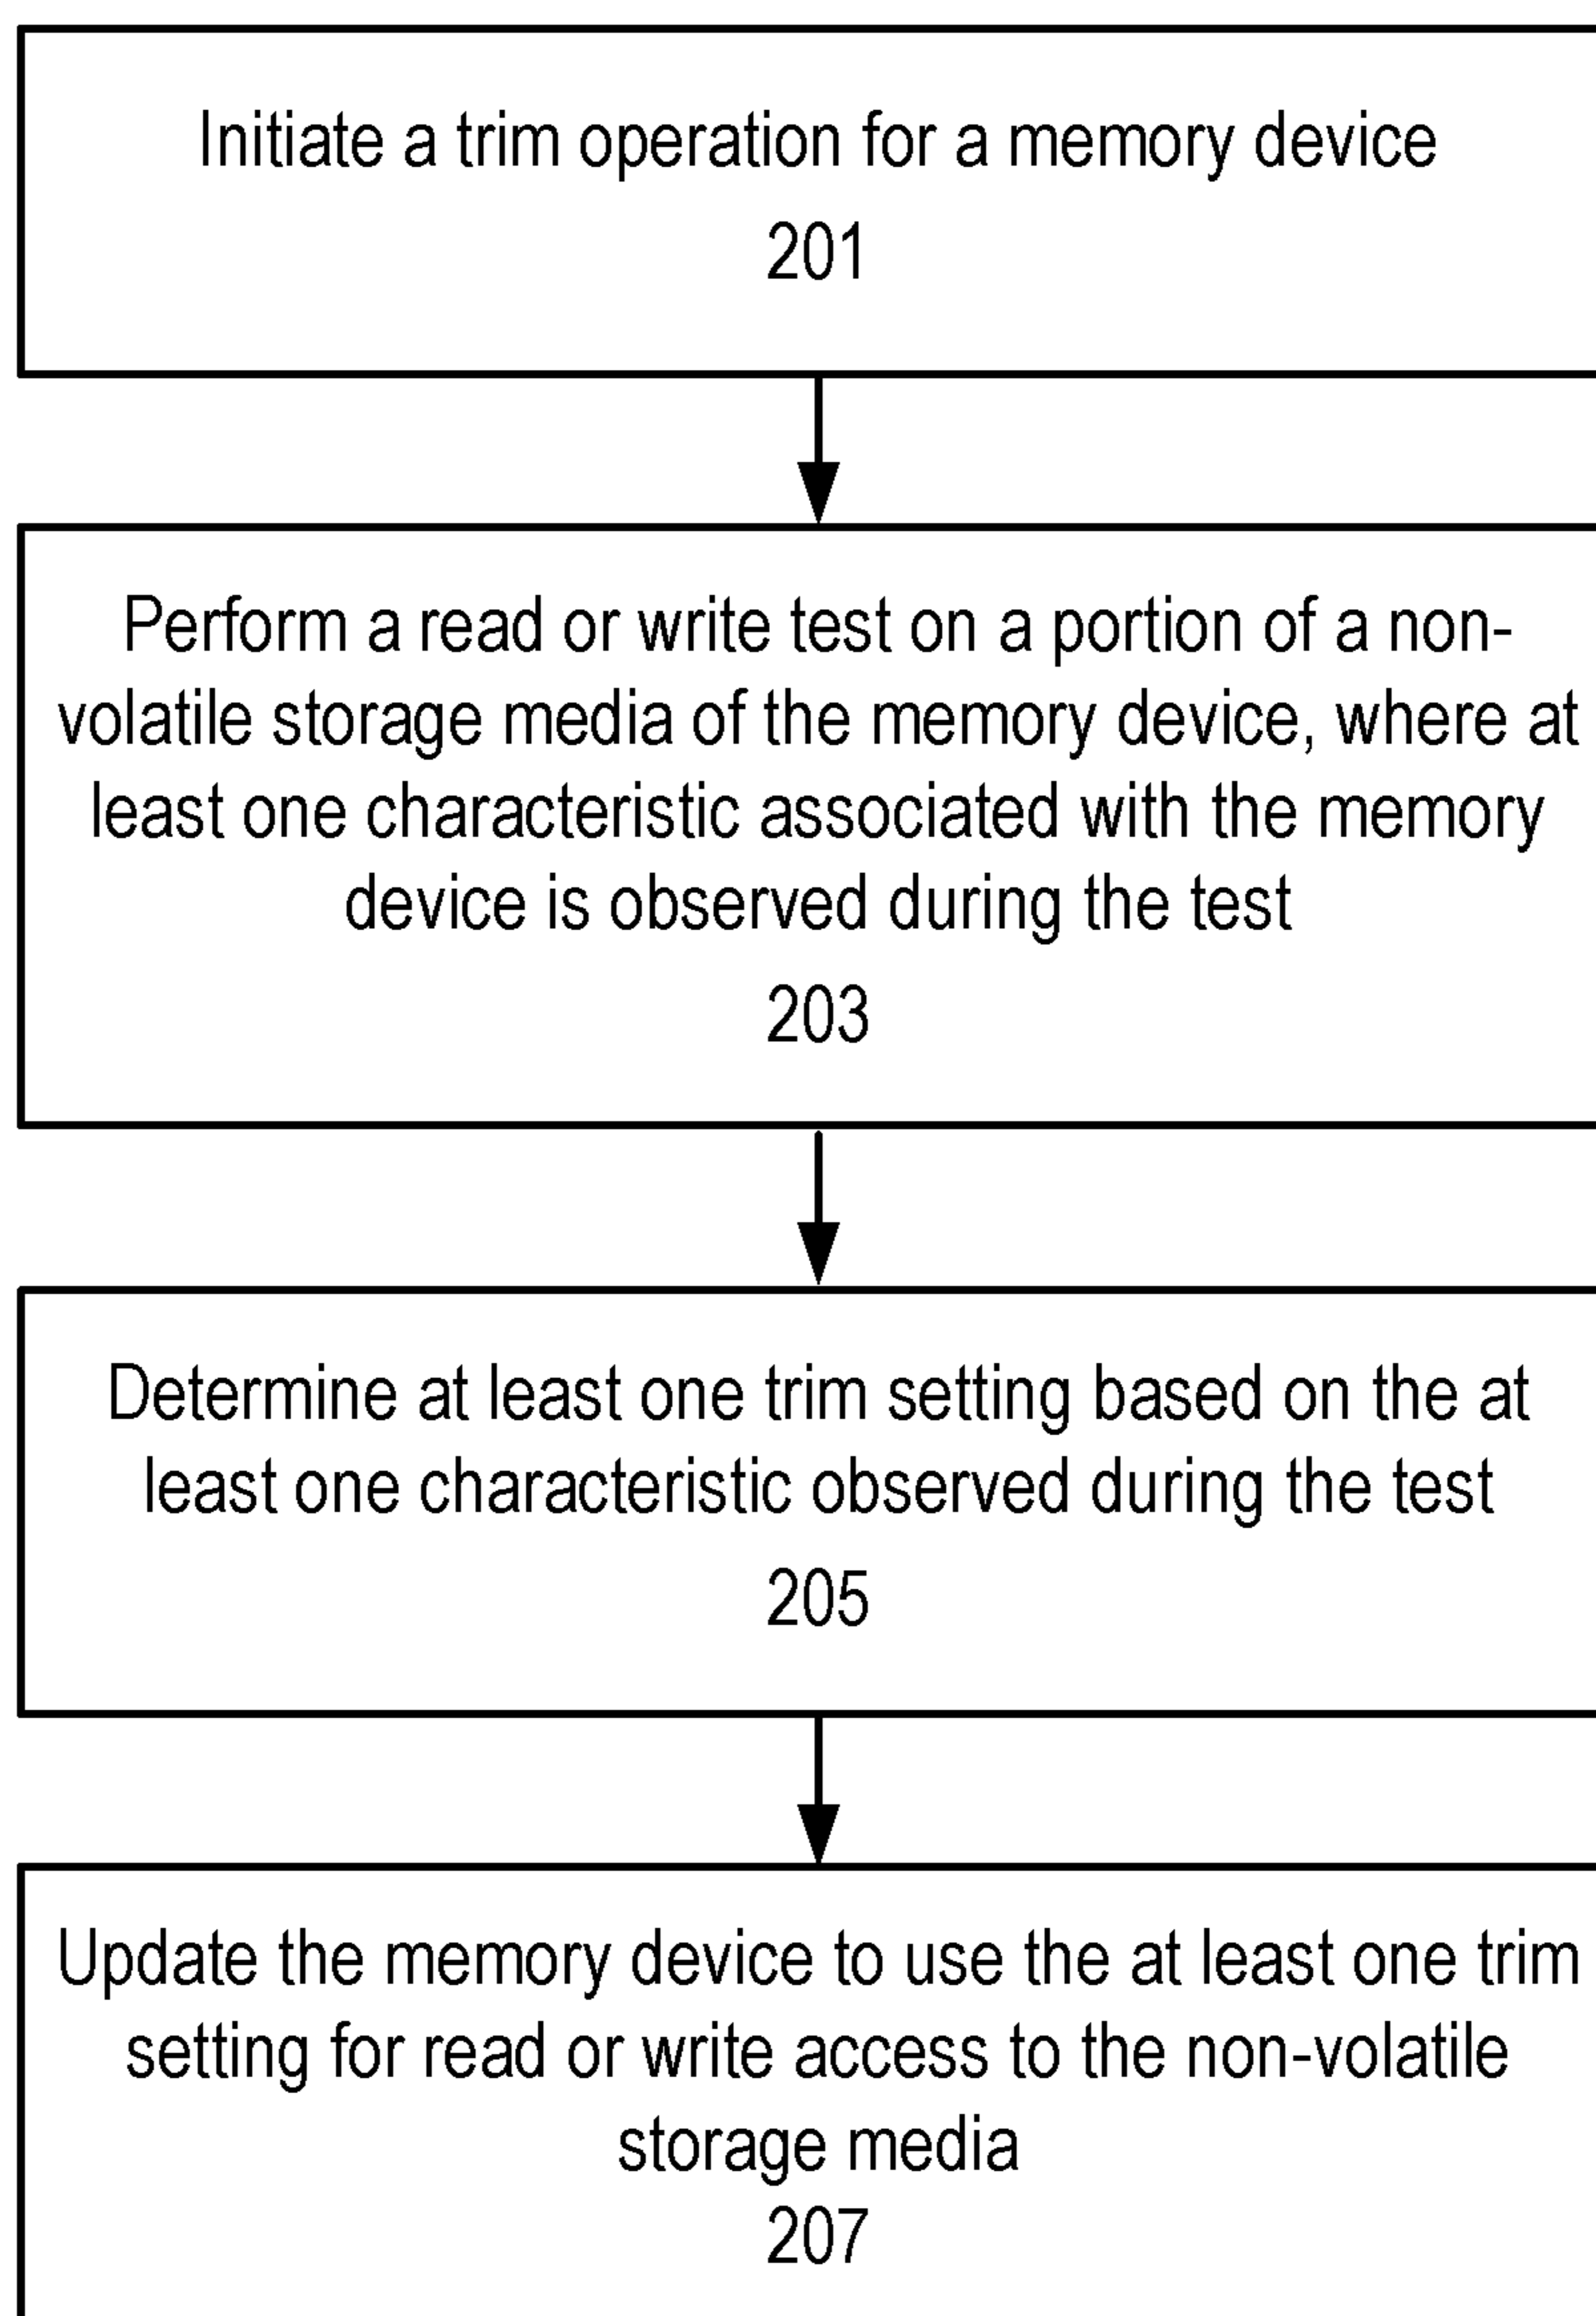 Initiate a trim operation for a memory device
201
Perform a read or write test on a portion of a non-
volatile storage media of the memory device, where at
least one characteristic associated with the memory
device is observed during the test
203
Determine at least one trim setting based on the at
least one characteristic observed during the test
205
Update the memory device to use the at least one trim
setting for read or write access to the non-volatile
storage media
207